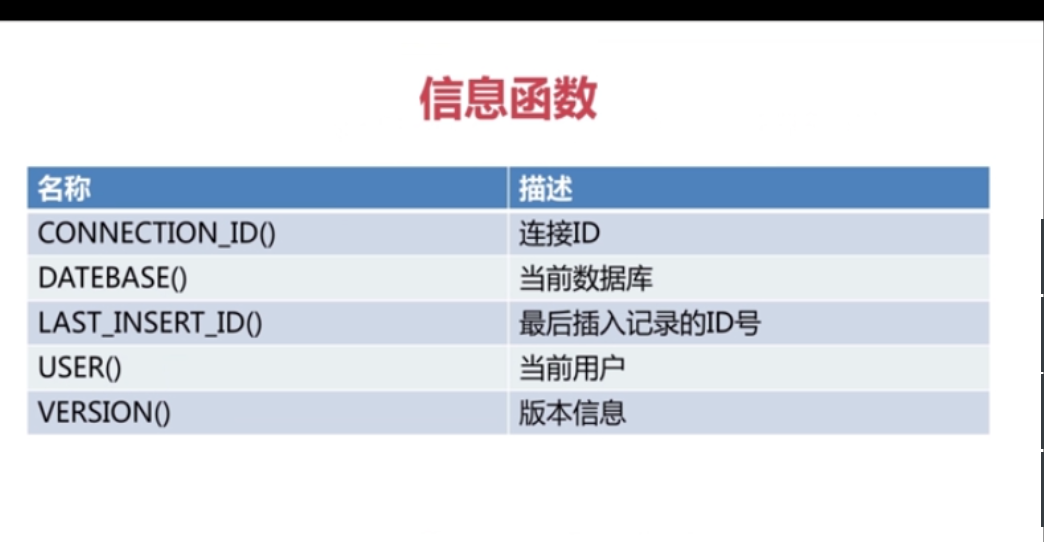 信息函数
名称 描述
CONNECTION_ID() 连接ID
DATEBASE() 当前数据库
LAST_INSERT_ID() 最后插入记录的ID号
USER() 当前用户
VERSION() 版本信息